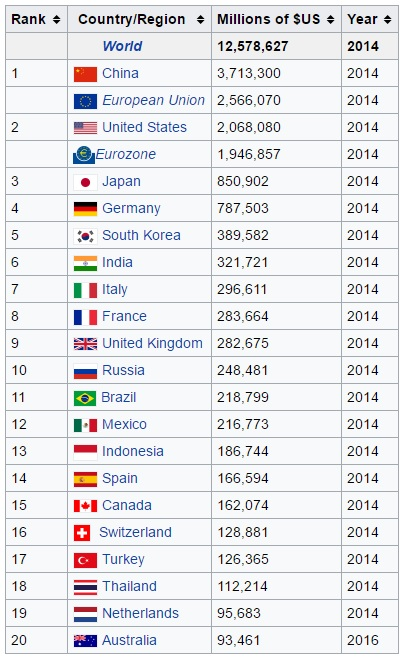 Rank Country/Region Millions of $US Year
World 12,578,627 2014
1 China 3,713,300 2014
European Union 2,566,070 2014
2 United States 2,068,080 2014
Eurozone 1,946,857 2014
3 Japan 850,902 2014
4 Germany 787,503 2014
5 South Korea 389,582 2014
6 India 321,721 2014
7 Italy 296,611 2014
8 France 283,664 2014
9 United Kingdom 282,675 2014
10 Russia 248,481 2014
11 Brazil 218,799 2014
12 Mexico 216,773 2014
13 Indonesia 186,744 2014
14 Spain 166,594 2014
15 Canada 162,074 2014
16 Switzerland 128,881 2014
17 Turkey 126,365 2014
18 Thailand 112,214 2014
19 Netherlands 95,683 2014
20 Australia 93,461 2016